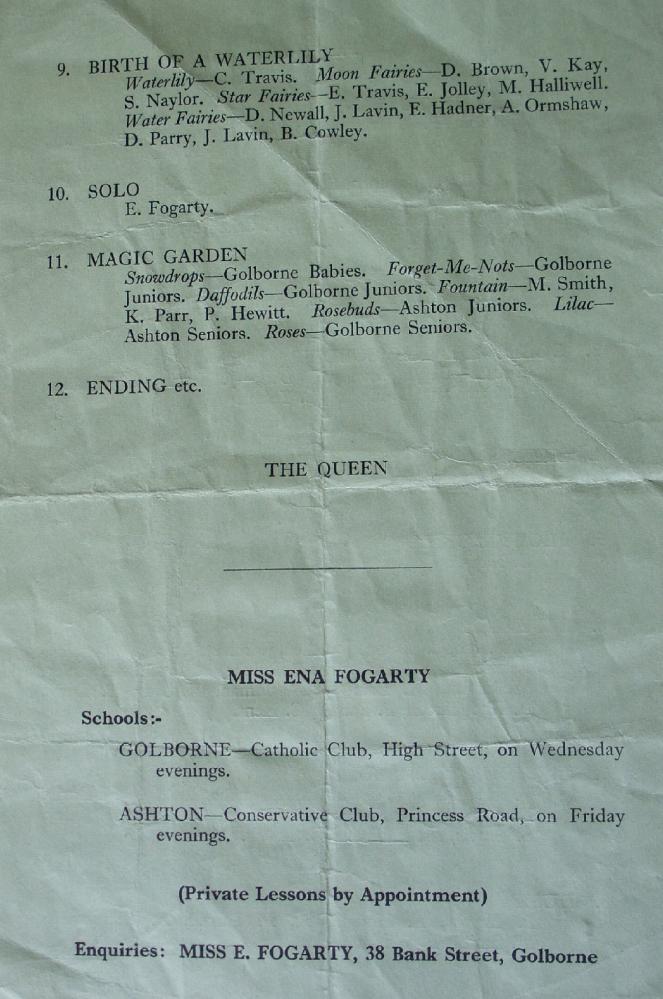 9. BIRTH OF A WATERLILY
Waterlily—C. Travis. Moon Fairies—D. Brown, V. Kay,
S. Naylor. Star Fairies—E. Travis, E. Jolley, M. Halliwell.
Water Fairies—D. Newall, J. Lavin, E. Hadner, A. Ormshaw,
D. Parry, J. Lavin, B. Cowley.
10. SOLO
E. Fogarty.
11. MAGIC GARDEN
Snowdrops—Golborne Babies. Forget-Me-Nots—Golborne
Juniors. Daffodils—Golborne Juniors. Fountain—M. Smith,
K. Parr, P. Hewitt. Rosebuds—Ashton Juniors. Lilac—
Ashton Seniors. Roses—Golborne Seniors.
12. ENDING etc.
THE QUEEN
MISS ENA FOGARTY
Schools:-
GOLBORNE—Catholic Club, High Street, on Wednesday
evenings.
ASHTON—Conservative Club, Princess Road, on Friday
evenings.
(Private Lessons by Appointment)
Enquiries: MISS E. FOGARTY, 38 Bank Street, Golborne